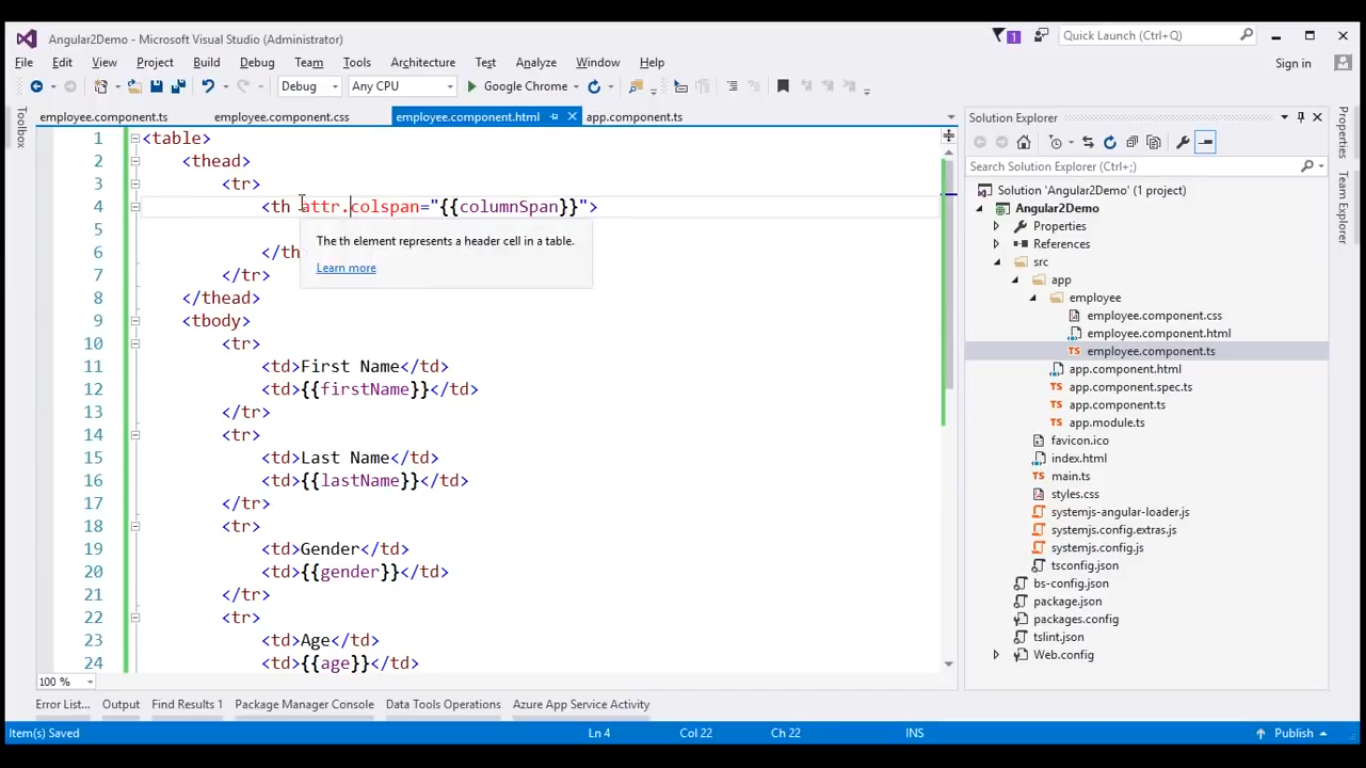 Angular2Demo - Microsoft Visual Studio (Administrator)
1
Quick Launch (Ctrl+Q)
File Edit View Project Build Debug Team Tools Architecture Test Analyze Window Help
Sign in
Debug Any CPU Google Chrome
Toolbox
employee.component.ts employee.component.css employee.component.html app.component.ts
1 <table>
2 <thead>
3 <tr>
4 <th attr.colspan="{{columnSpan}}">
5
6 </th
7 </tr>
8 </thead>
9 <tbody>
10 <tr>
11 <td>First Name</td>
12 <td>{{firstName}}</td>
13 </tr>
14 <tr>
15 <td>Last Name</td>
16 <td>{{lastName}}</td>
17 </tr>
18 <tr>
19 <td>Gender</td>
20 <td>{{gender}}</td>
21 </tr>
22 <tr>
23 <td>Age</td>
24 <td>{{age}}</td>
The th element represents a header cell in a table.
Learn more
100 %
Solution Explorer
Search Solution Explorer (Ctrl+;)
Solution 'Angular2Demo' (1 project)
Angular2Demo
Properties
References
src
app
employee
employee.component.css
employee.component.html
TS employee.component.ts
app.component.html
TS app.component.spec.ts
TS app.component.ts
TS app.module.ts
favicon.ico
index.html
TS main.ts
styles.css
systemjs-angular-loader.js
systemjs.config.extras.js
systemjs.config.js
tsconfig.json
bs-config.json
package.json
packages.config
tslint.json
Web.config
Properties
Team Explorer
Error List... Output Find Results 1 Package Manager Console Data Tools Operations Azure App Service Activity
Item(s) Saved Ln 4 Col 22 Ch 22 INS Publish